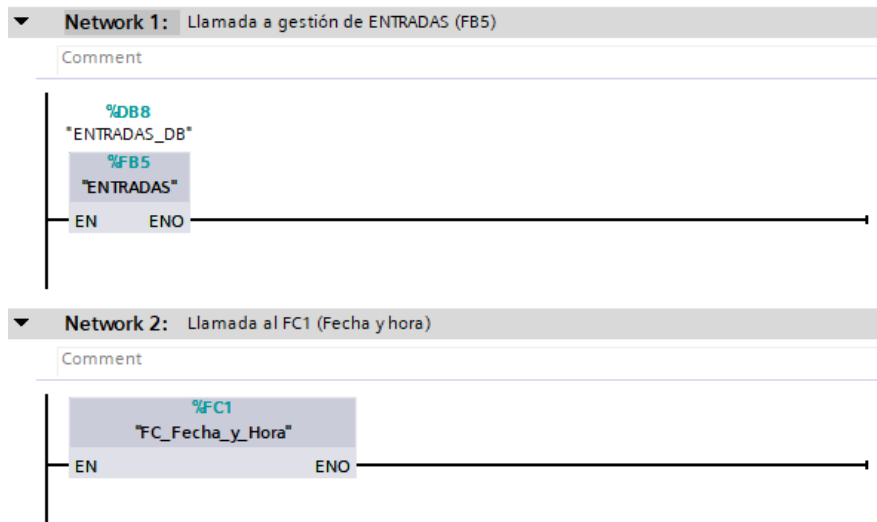 Network 1: Llamada a gestión de ENTRADAS (FB5)
Comment
%DB8
"ENTRADAS_DB"
%FB5
"ENTRADAS"
EN ENO
Network 2: Llamada al FC1 (Fecha y hora)
Comment
%FC1
"FC_Fecha_y_Hora"
EN ENO